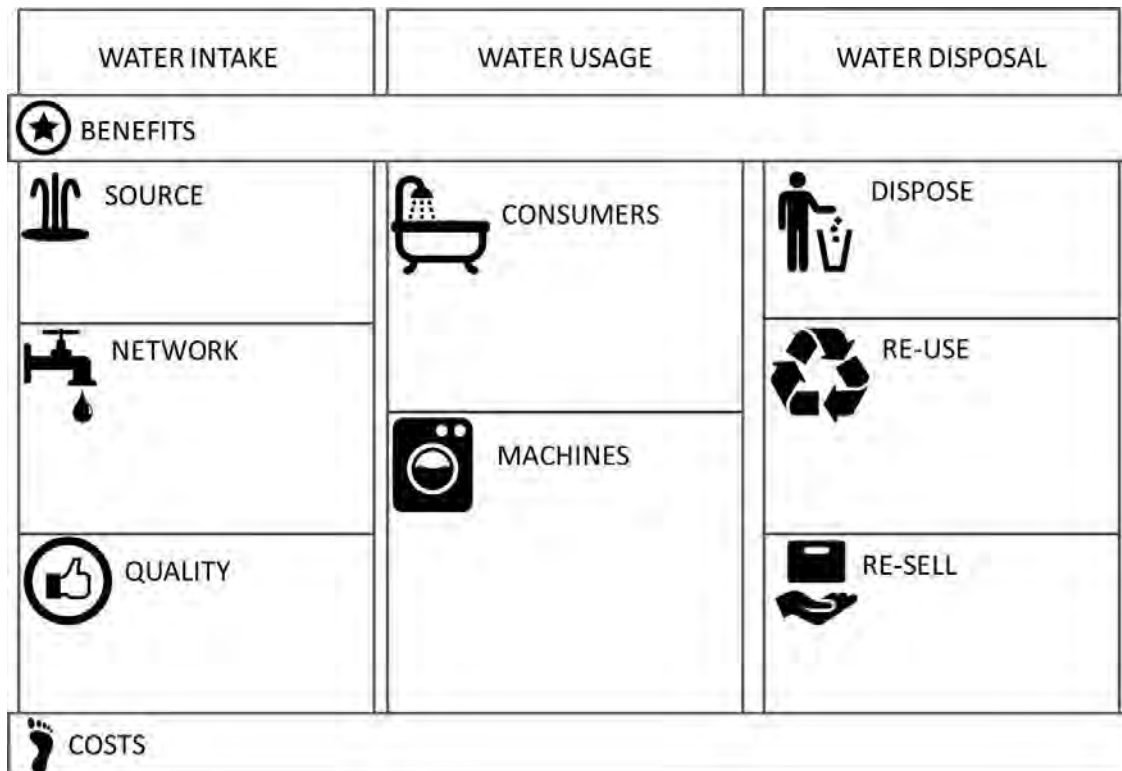 WATER INTAKE
WATER USAGE
WATER DISPOSAL
BENEFITS
SOURCE
NETWORK
QUALITY
CONSUMERS
MACHINES
DISPOSE
RE-USE
RE-SELL
COSTS